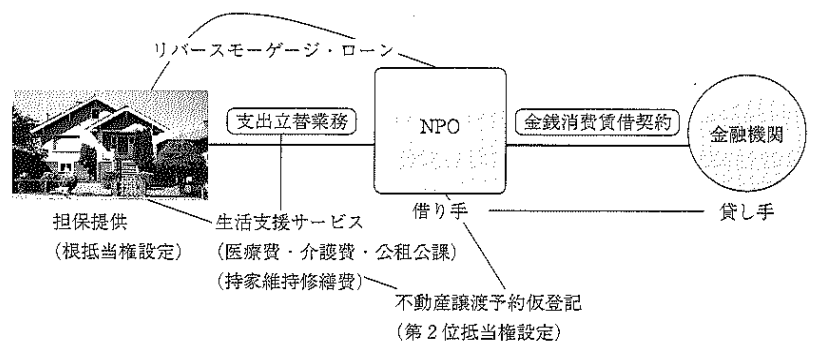 リバースモーゲージ・ローン
支出立替業務
NPO
金銭消費賃借契約
金融機関
担保提供
(根抵当権設定)
生活支援サービス
(医療費・介護費・公租公課)
(持家維持修繕費)
借り手
貸し手
不動産譲渡予約仮登記
(第2位抵当権設定)